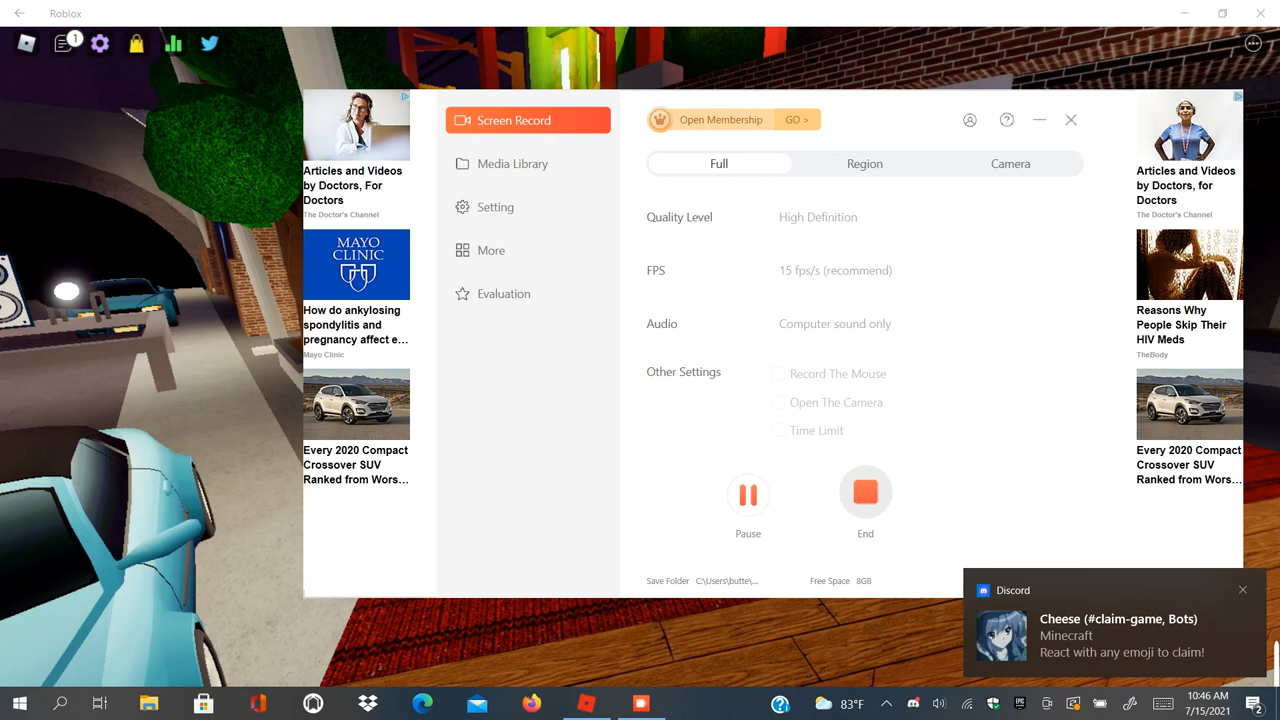 Roblox
1
Articles and Videos
by Doctors, For
Doctors
The Doctor's Channel
MAYO
CLINIC
How do ankylosing
spondylitis and
pregnancy affect e...
Mayo Clinic
Every 2020 Compact
Crossover SUV
Ranked from Wors...
Screen Record
Media Library
Setting
More
Evaluation
Open Membership GO >
Full Region Camera
Quality Level High Definition
FPS 15 fps/s (recommend)
Audio Computer sound only
Other Settings Record The Mouse
Open The Camera
Time Limit
Pause End
Save Folder C:\Users\butte\... Free Space 8GB
Articles and Videos
by Doctors, for
Doctors
The Doctor's Channel
Reasons Why
People Skip Their
HIV Meds
TheBody
Every 2020 Compact
Crossover SUV
Ranked from Wors...
Discord
Cheese (#claim-game, Bots)
Minecraft
React with any emoji to claim!
83°F
10:46 AM
7/15/2021
2